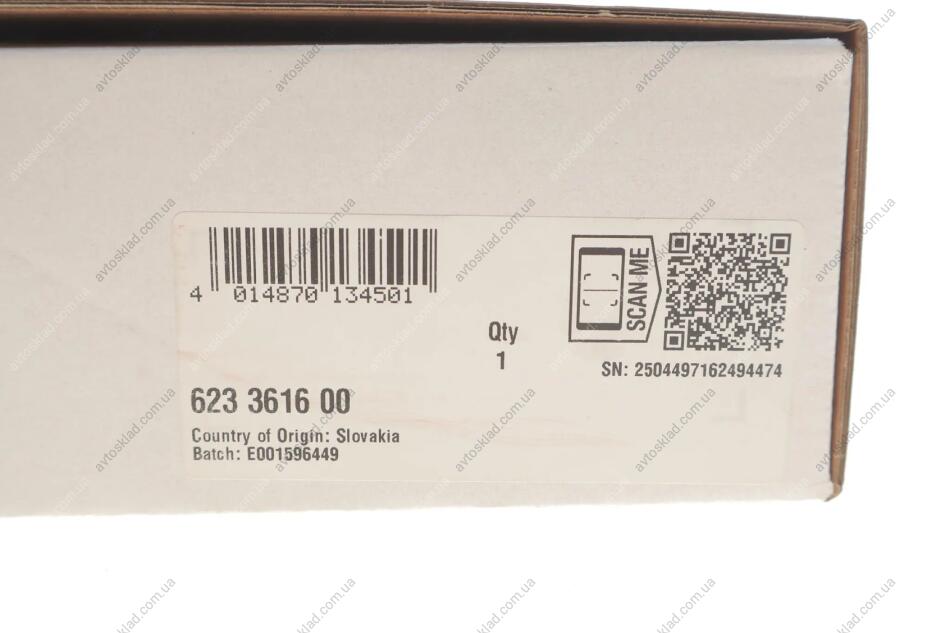 4 014870 134501
SCAN ME
Qty
1
SN: 2504497162494474
623 3616 00
Country of Origin: Slovakia
Batch: E001596449
avtosklad.com.ua